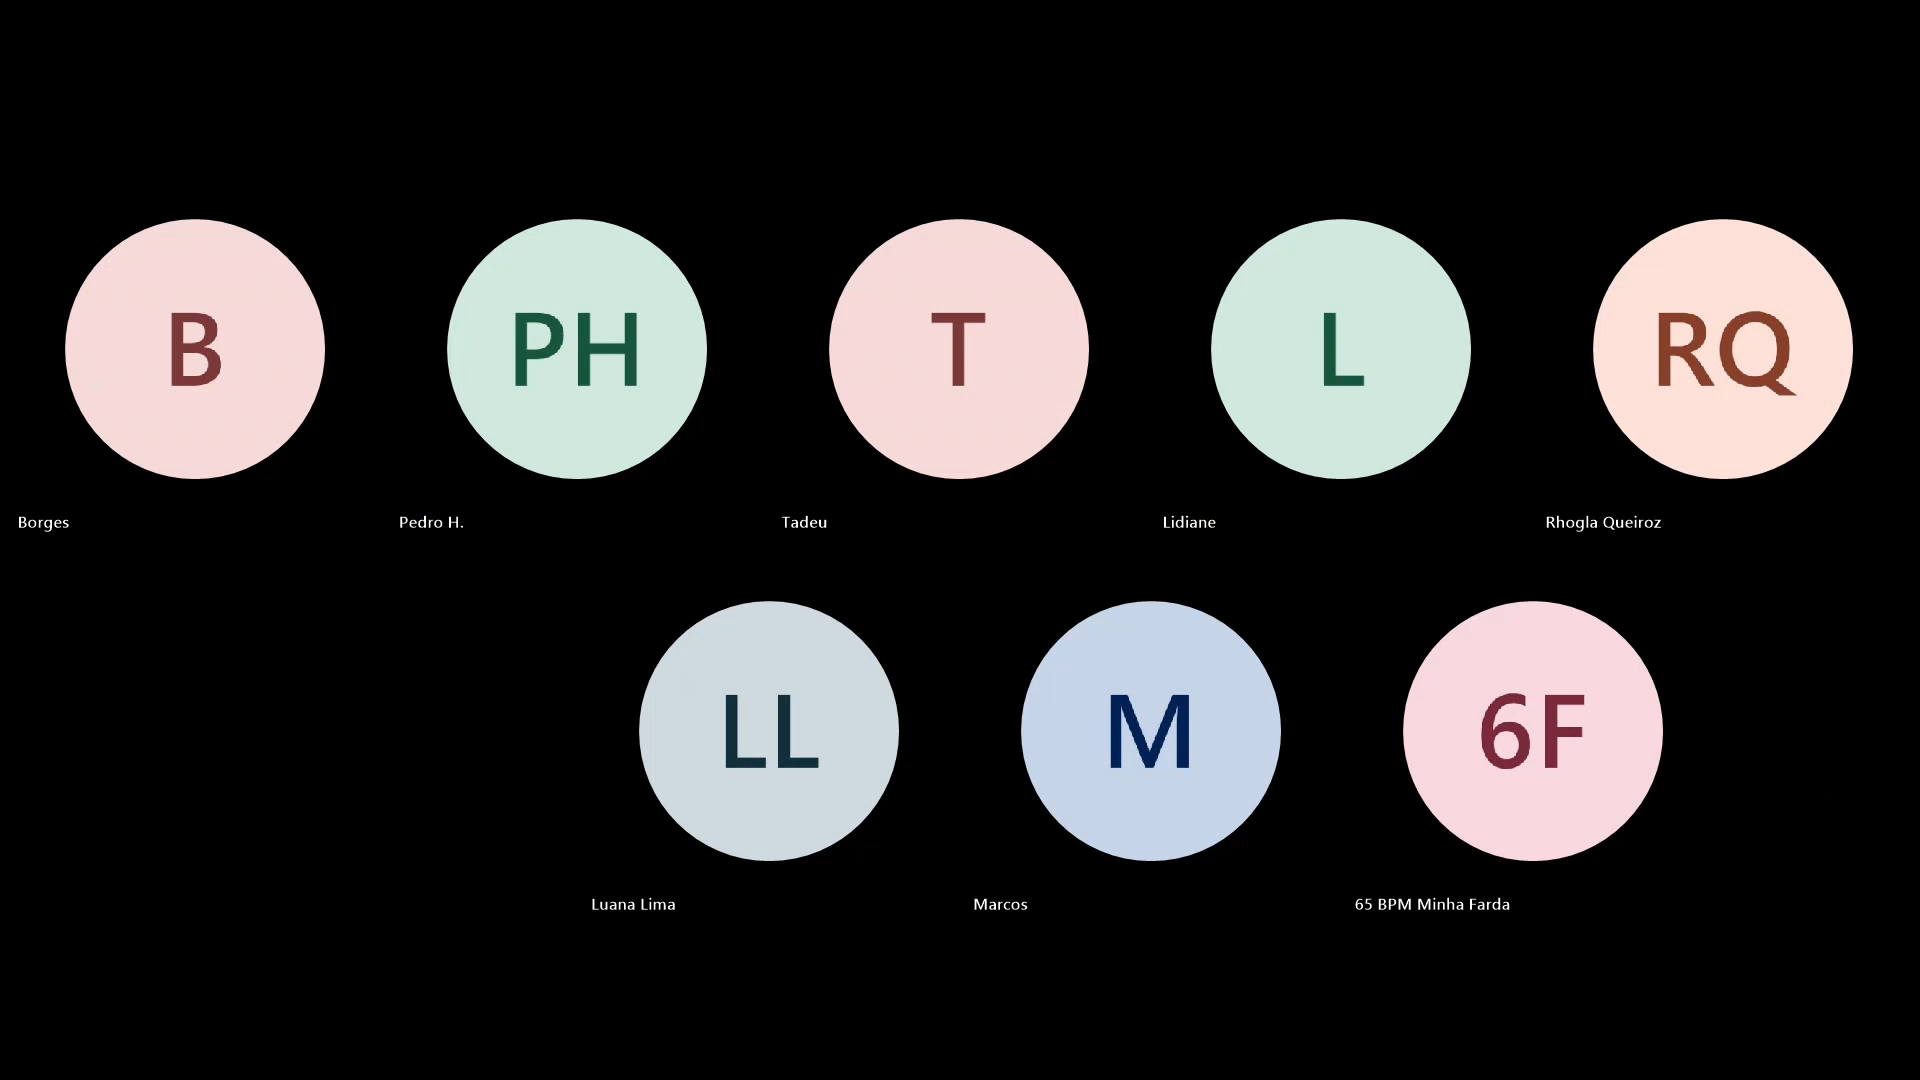 B
PH
T
L
RQ
Borges
Pedro H.
Tadeu
Lidiane
Rhogla Queiroz
LL
M
6F
Luana Lima
Marcos
65 BPM Minha Farda